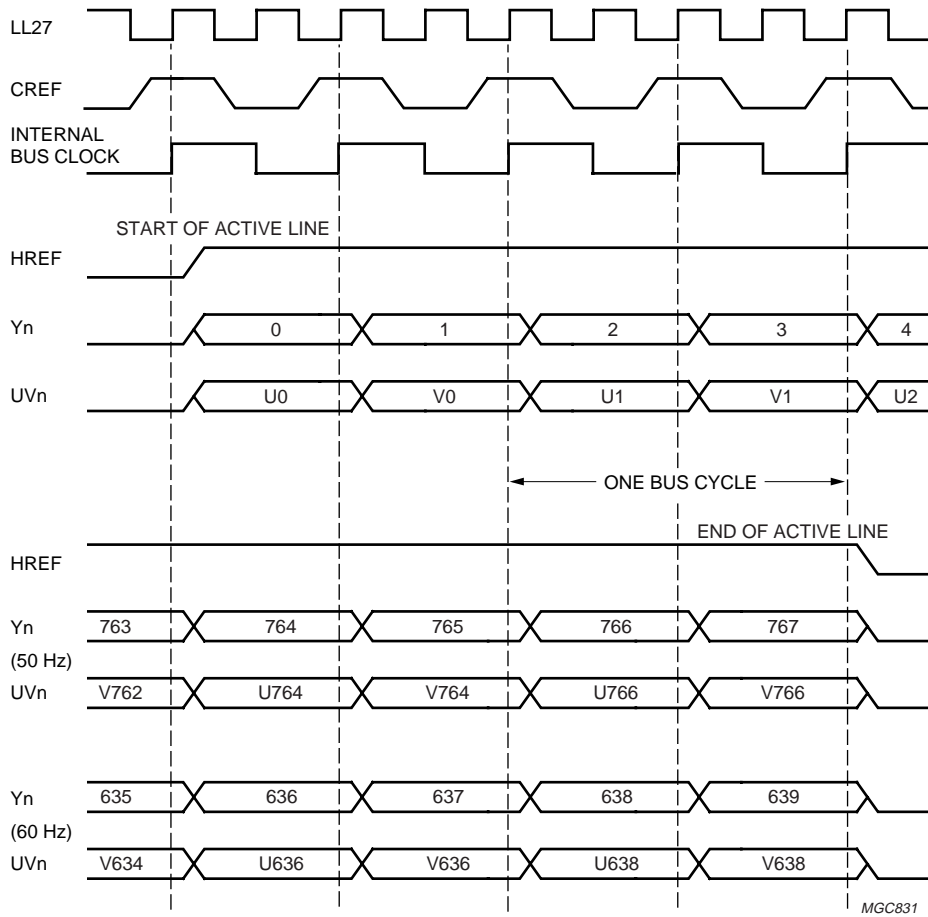 LL27
CREF
INTERNAL
BUS CLOCK
START OF ACTIVE LINE
HREF
Yn 0 1 2 3 4
UVn U0 V0 U1 V1 U2
ONE BUS CYCLE
END OF ACTIVE LINE
HREF
Yn 763 764 765 766 767
(50 Hz)
UVn V762 U764 V764 U766 V766
Yn 635 636 637 638 639
(60 Hz)
UVn V634 U636 V636 U638 V638
MGC831